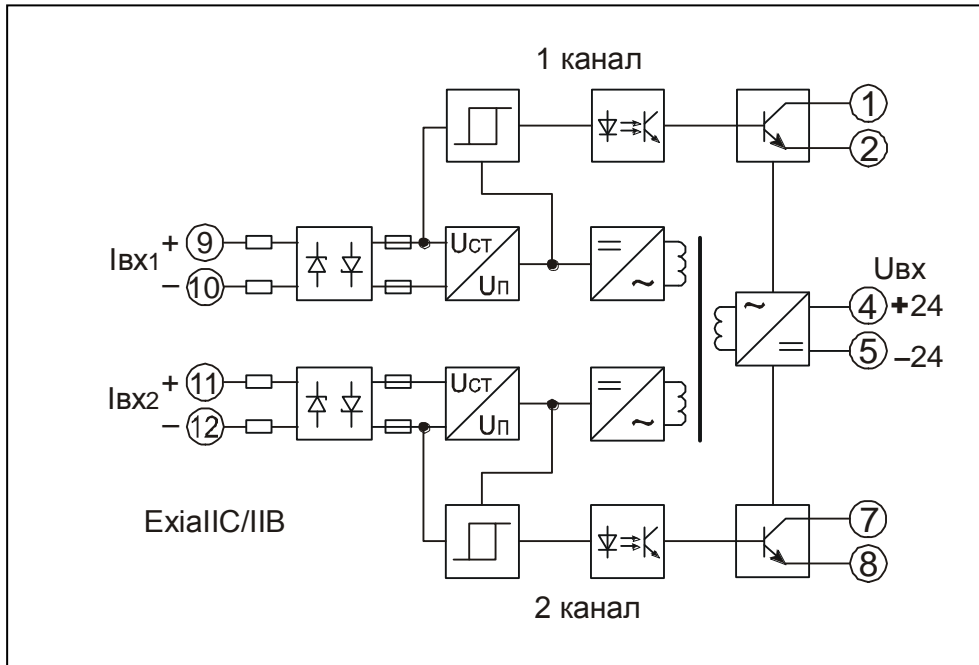 1 канал
1
2
+ 9
Iвх1
− 10
Uст
Uп
=
~
Uвх
~
=
4 +24
5 –24
+ 11
Iвх2
− 12
Uст
Uп
=
~
ExiaIIC/IIB
7
8
2 канал